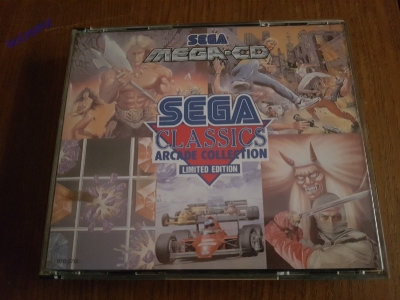 SEGA
MEGA-CD
SEGA
CLASSICS
ARCADE COLLECTION
LIMITED EDITION